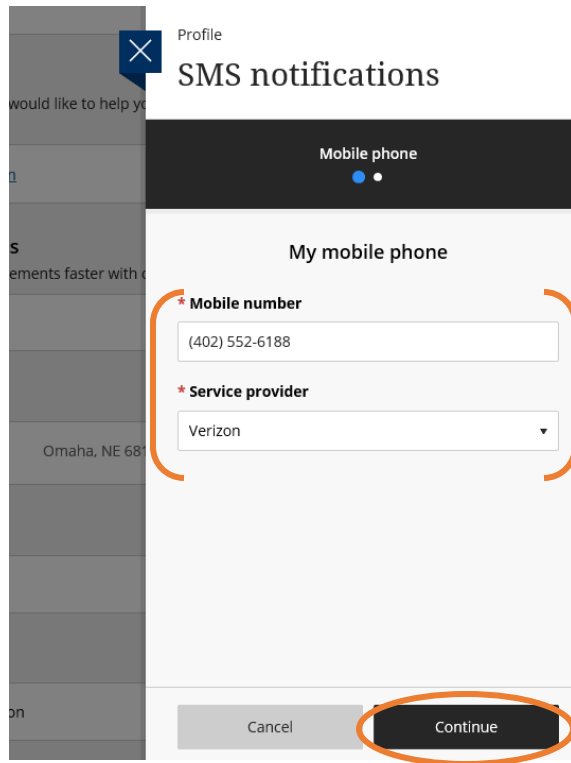 Profile
SMS notifications
would like to help
Mobile phone
s
ements faster with
My mobile phone
* Mobile number
(402) 552-6188
* Service provider
Verizon
Omaha, NE 681
on
Cancel
Continue